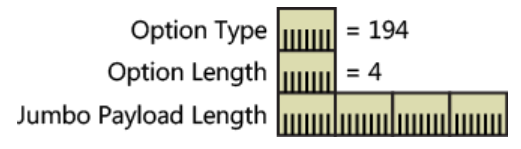 Option Type = 194
Option Length = 4
Jumbo Payload Length